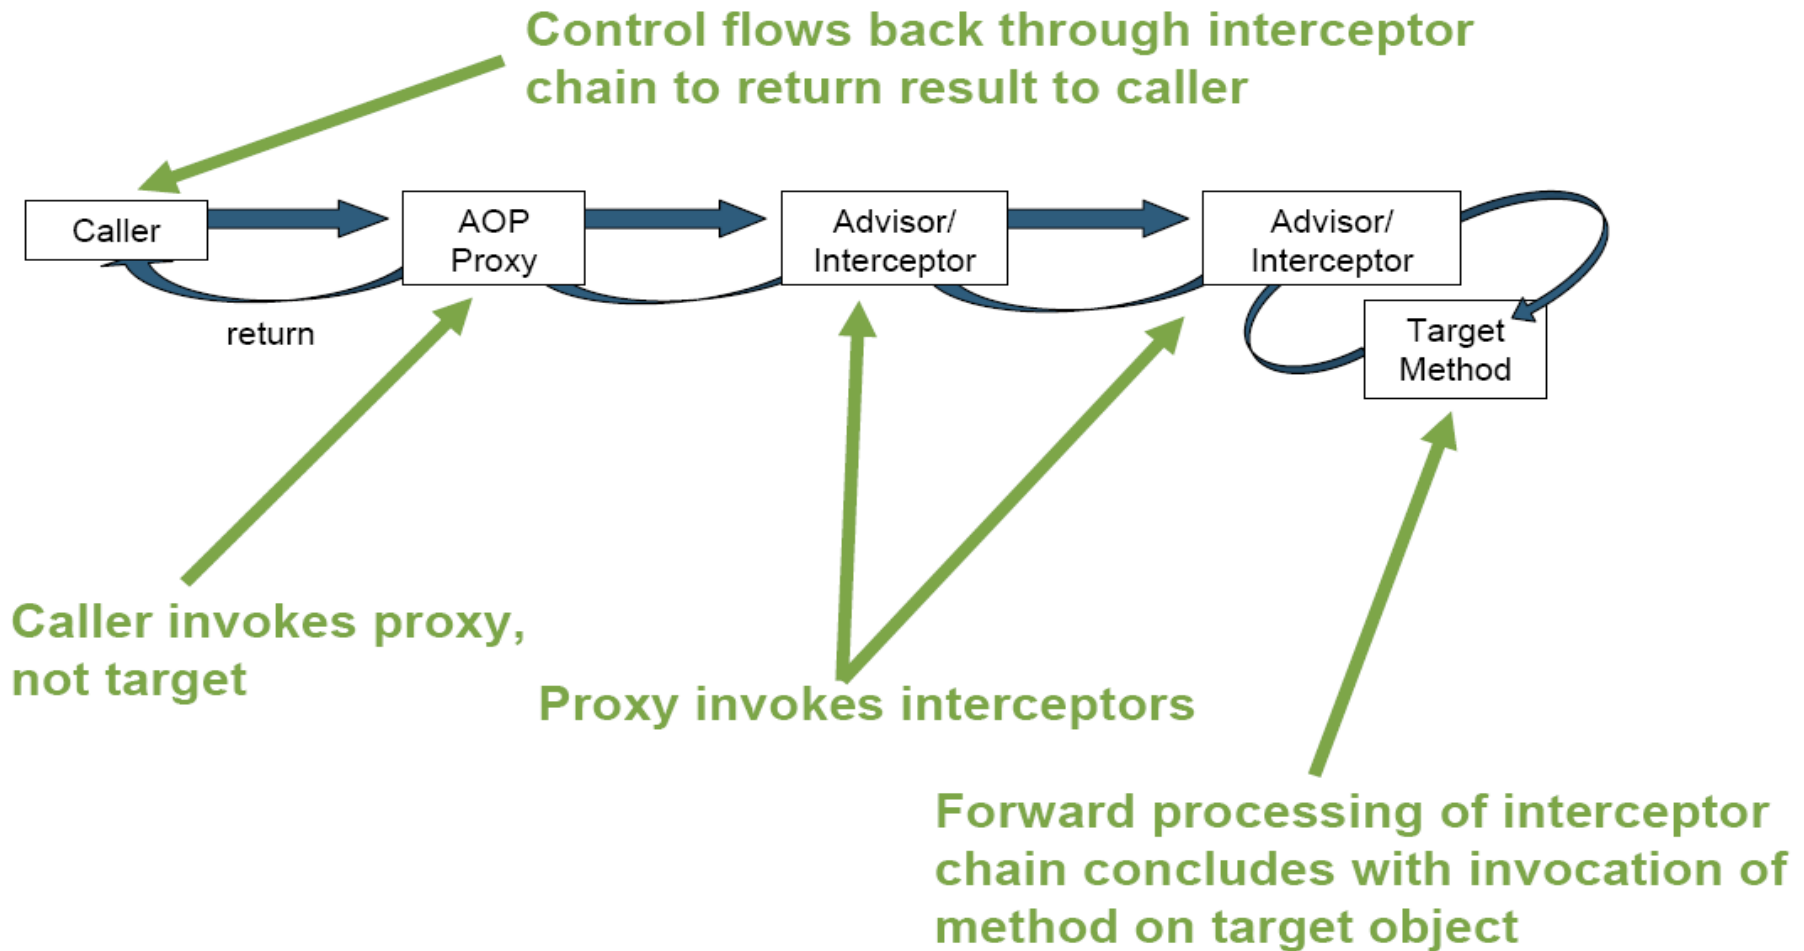 Control flows back through interceptor
chain to return result to caller
Caller
AOP
Proxy
Advisor/
Interceptor
Advisor/
Interceptor
return
Target
Method
Caller invokes proxy,
not target
Proxy invokes interceptors
Forward processing of interceptor
chain concludes with invocation of
method on target object